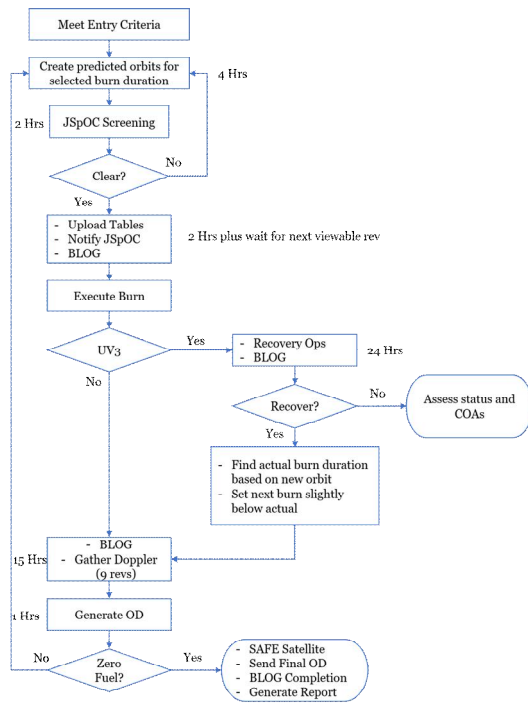 Meet Entry Criteria
Create predicted orbits for
selected burn duration
4 Hrs
2 Hrs
JSpOC Screening
No
Clear?
Yes
- Upload Tables
- Notify JSpOC
- BLOG
2 Hrs plus wait for next viewable rev
Execute Burn
UV3
Yes
- Recovery Ops
- BLOG
24 Hrs
No
Recover?
No
Assess status and
COAs
Yes
- Find actual burn duration
based on new orbit
- Set next burn slightly
below actual
- BLOG
- Gather Doppler
(9 revs)
15 Hrs
Generate OD
1 Hrs
No
Zero
Fuel?
Yes
- SAFE Satellite
- Send Final OD
- BLOG Completion
- Generate Report